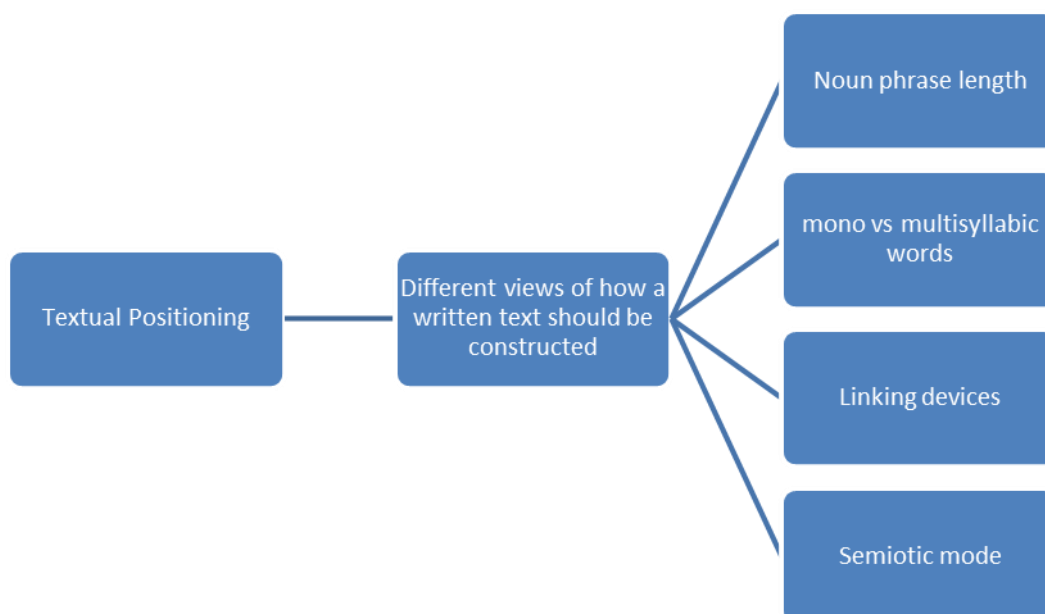 Textual Positioning
Different views of how a
written text should be
constructed
Noun phrase length
mono vs multisyllabic
words
Linking devices
Semiotic mode